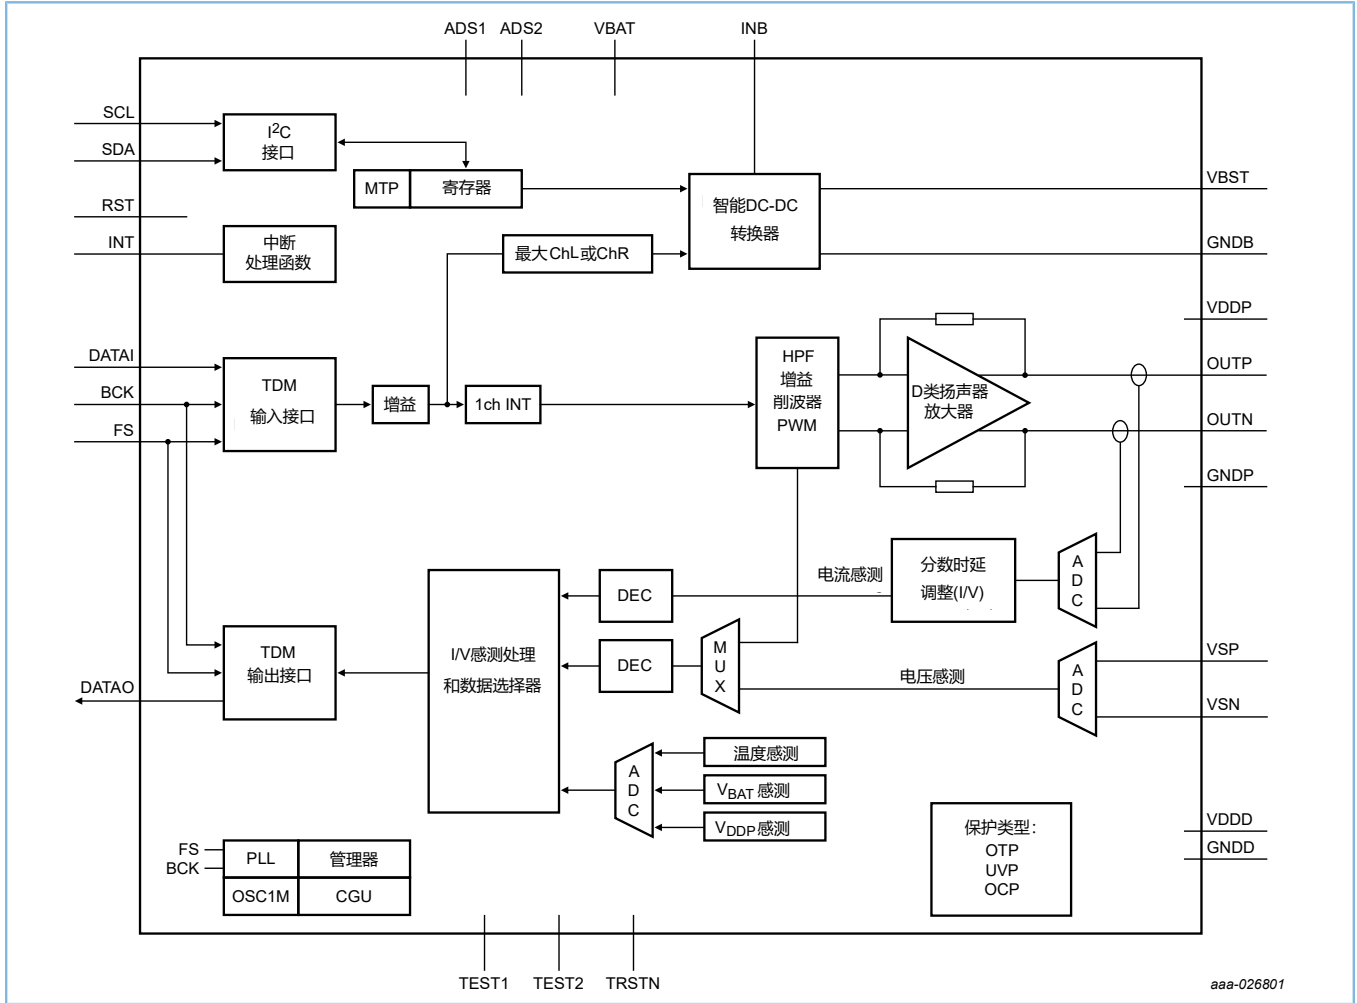 ADS1
ADS2
VBAT
INB
SCL
SDA
RST
INT
DATAI
BCK
FS
DATAO
I²C
接口
MTP
寄存器
中断
处理函数
最大ChL或ChR
智能DC-DC
转换器
VBST
GNDB
VDDP
OUTP
OUTN
GNDP
TDM
输入接口
增益
1ch INT
HPF
增益
削波器
PWM
D类扬声器
放大器
电流感测
分数时延
调整(I/V)
ADC
DEC
DEC
MUX
电压感测
ADC
VSP
VSN
I/V感测处理
和数据选择器
TDM
输出接口
ADC
温度感测
VBAT 感测
VDDP感测
保护类型:
OTP
UVP
OCP
VDDD
GNDD
FS
BCK
PLL
管理器
OSC1M
CGU
TEST1
TEST2
TRSTN
aaa-026801